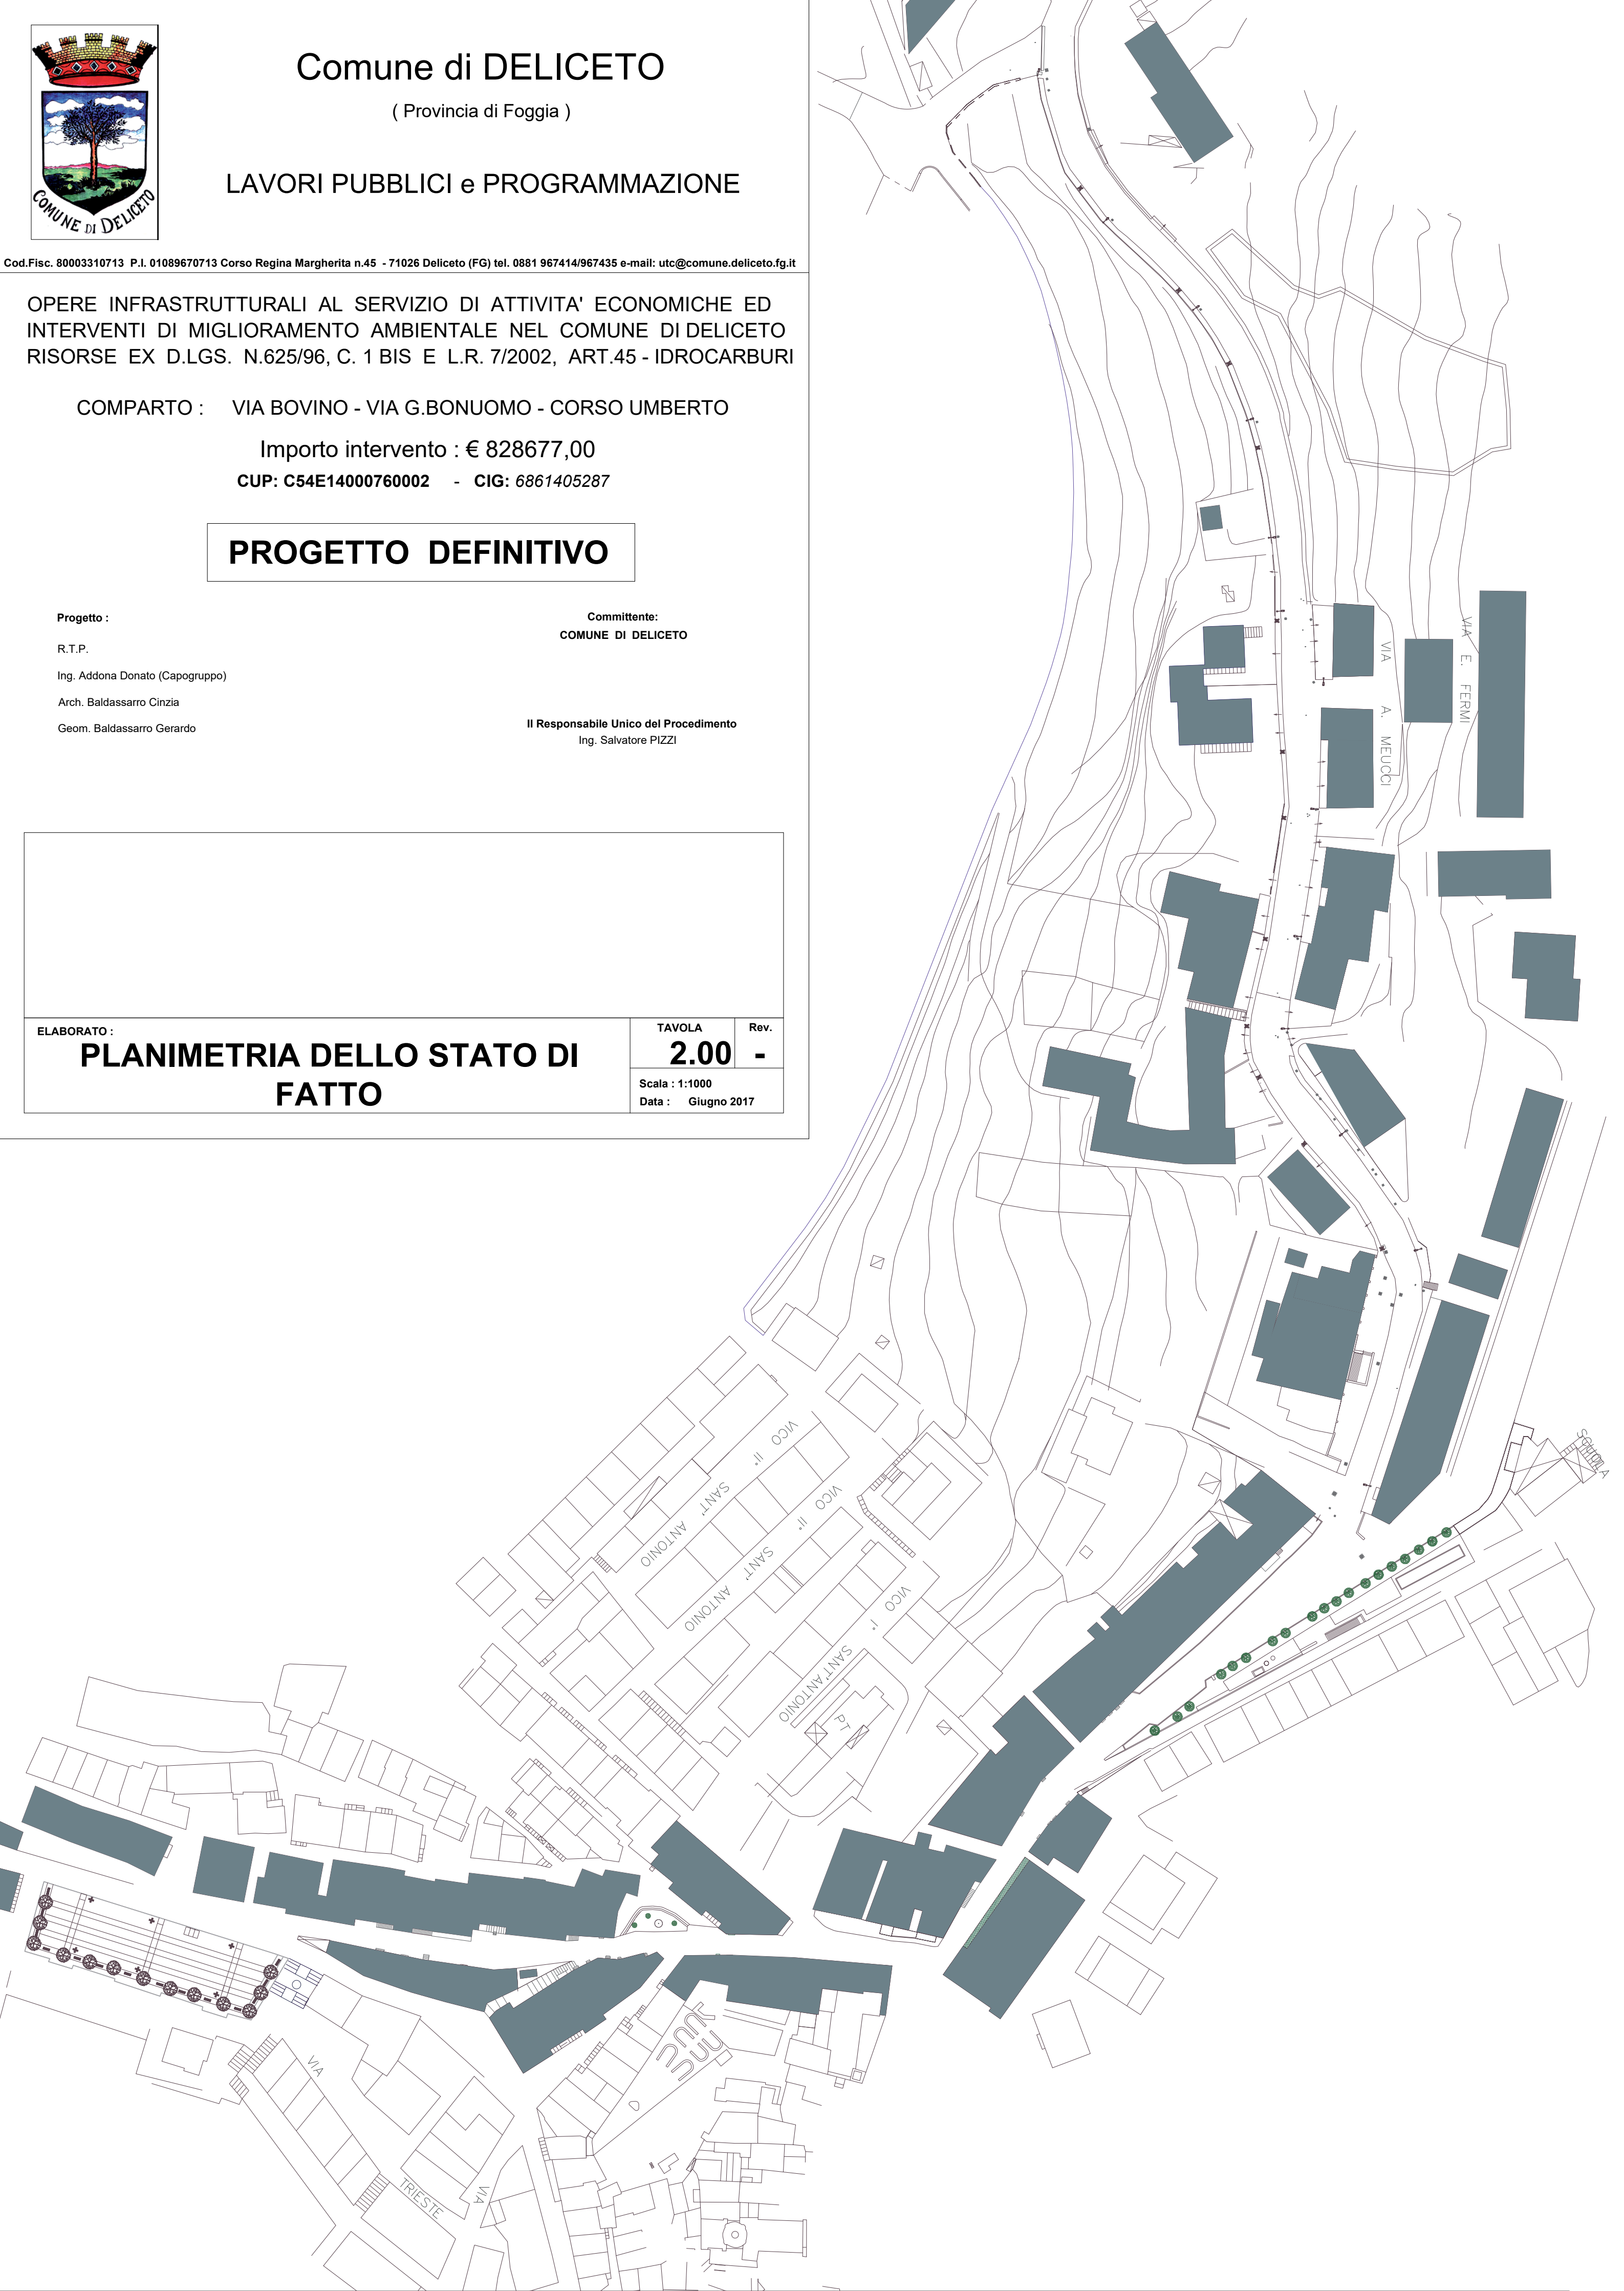 COMUNE DI DELICETO
Comune di DELICETO
( Provincia di Foggia )
LAVORI PUBBLICI e PROGRAMMAZIONE
Cod.Fisc. 80003310713 P.I. 01089670713 Corso Regina Margherita n.45 - 71026 Deliceto (FG) tel. 0881 967414/967435 e-mail: utc@comune.deliceto.fg.it
OPERE INFRASTRUTTURALI AL SERVIZIO DI ATTIVITA' ECONOMICHE ED
INTERVENTI DI MIGLIORAMENTO AMBIENTALE NEL COMUNE DI DELICETO
RISORSE EX D.LGS. N.625/96, C. 1 BIS E L.R. 7/2002, ART.45 - IDROCARBURI
COMPARTO : VIA BOVINO - VIA G.BONUOMO - CORSO UMBERTO
Importo intervento : € 828677,00
CUP: C54E14000760002 - CIG: 6861405287
PROGETTO DEFINITIVO
Progetto :
R.T.P.
Ing. Addona Donato (Capogruppo)
Arch. Baldassarro Cinzia
Geom. Baldassarro Gerardo
Committente:
COMUNE DI DELICETO
Il Responsabile Unico del Procedimento
Ing. Salvatore PIZZI
ELABORATO :
PLANIMETRIA DELLO STATO DI
FATTO
TAVOLA
2.00
Rev.
-
Scala : 1:1000
Data : Giugno 2017
VIA A. MEUCCI
VIA E. FERMI
SCUOLA
VICO II° SANT' ANTONIO
VICO II° SANT' ANTONIO
VICO I° SANT'ANTONIO
PT
VIA
TRIESTE
VIA